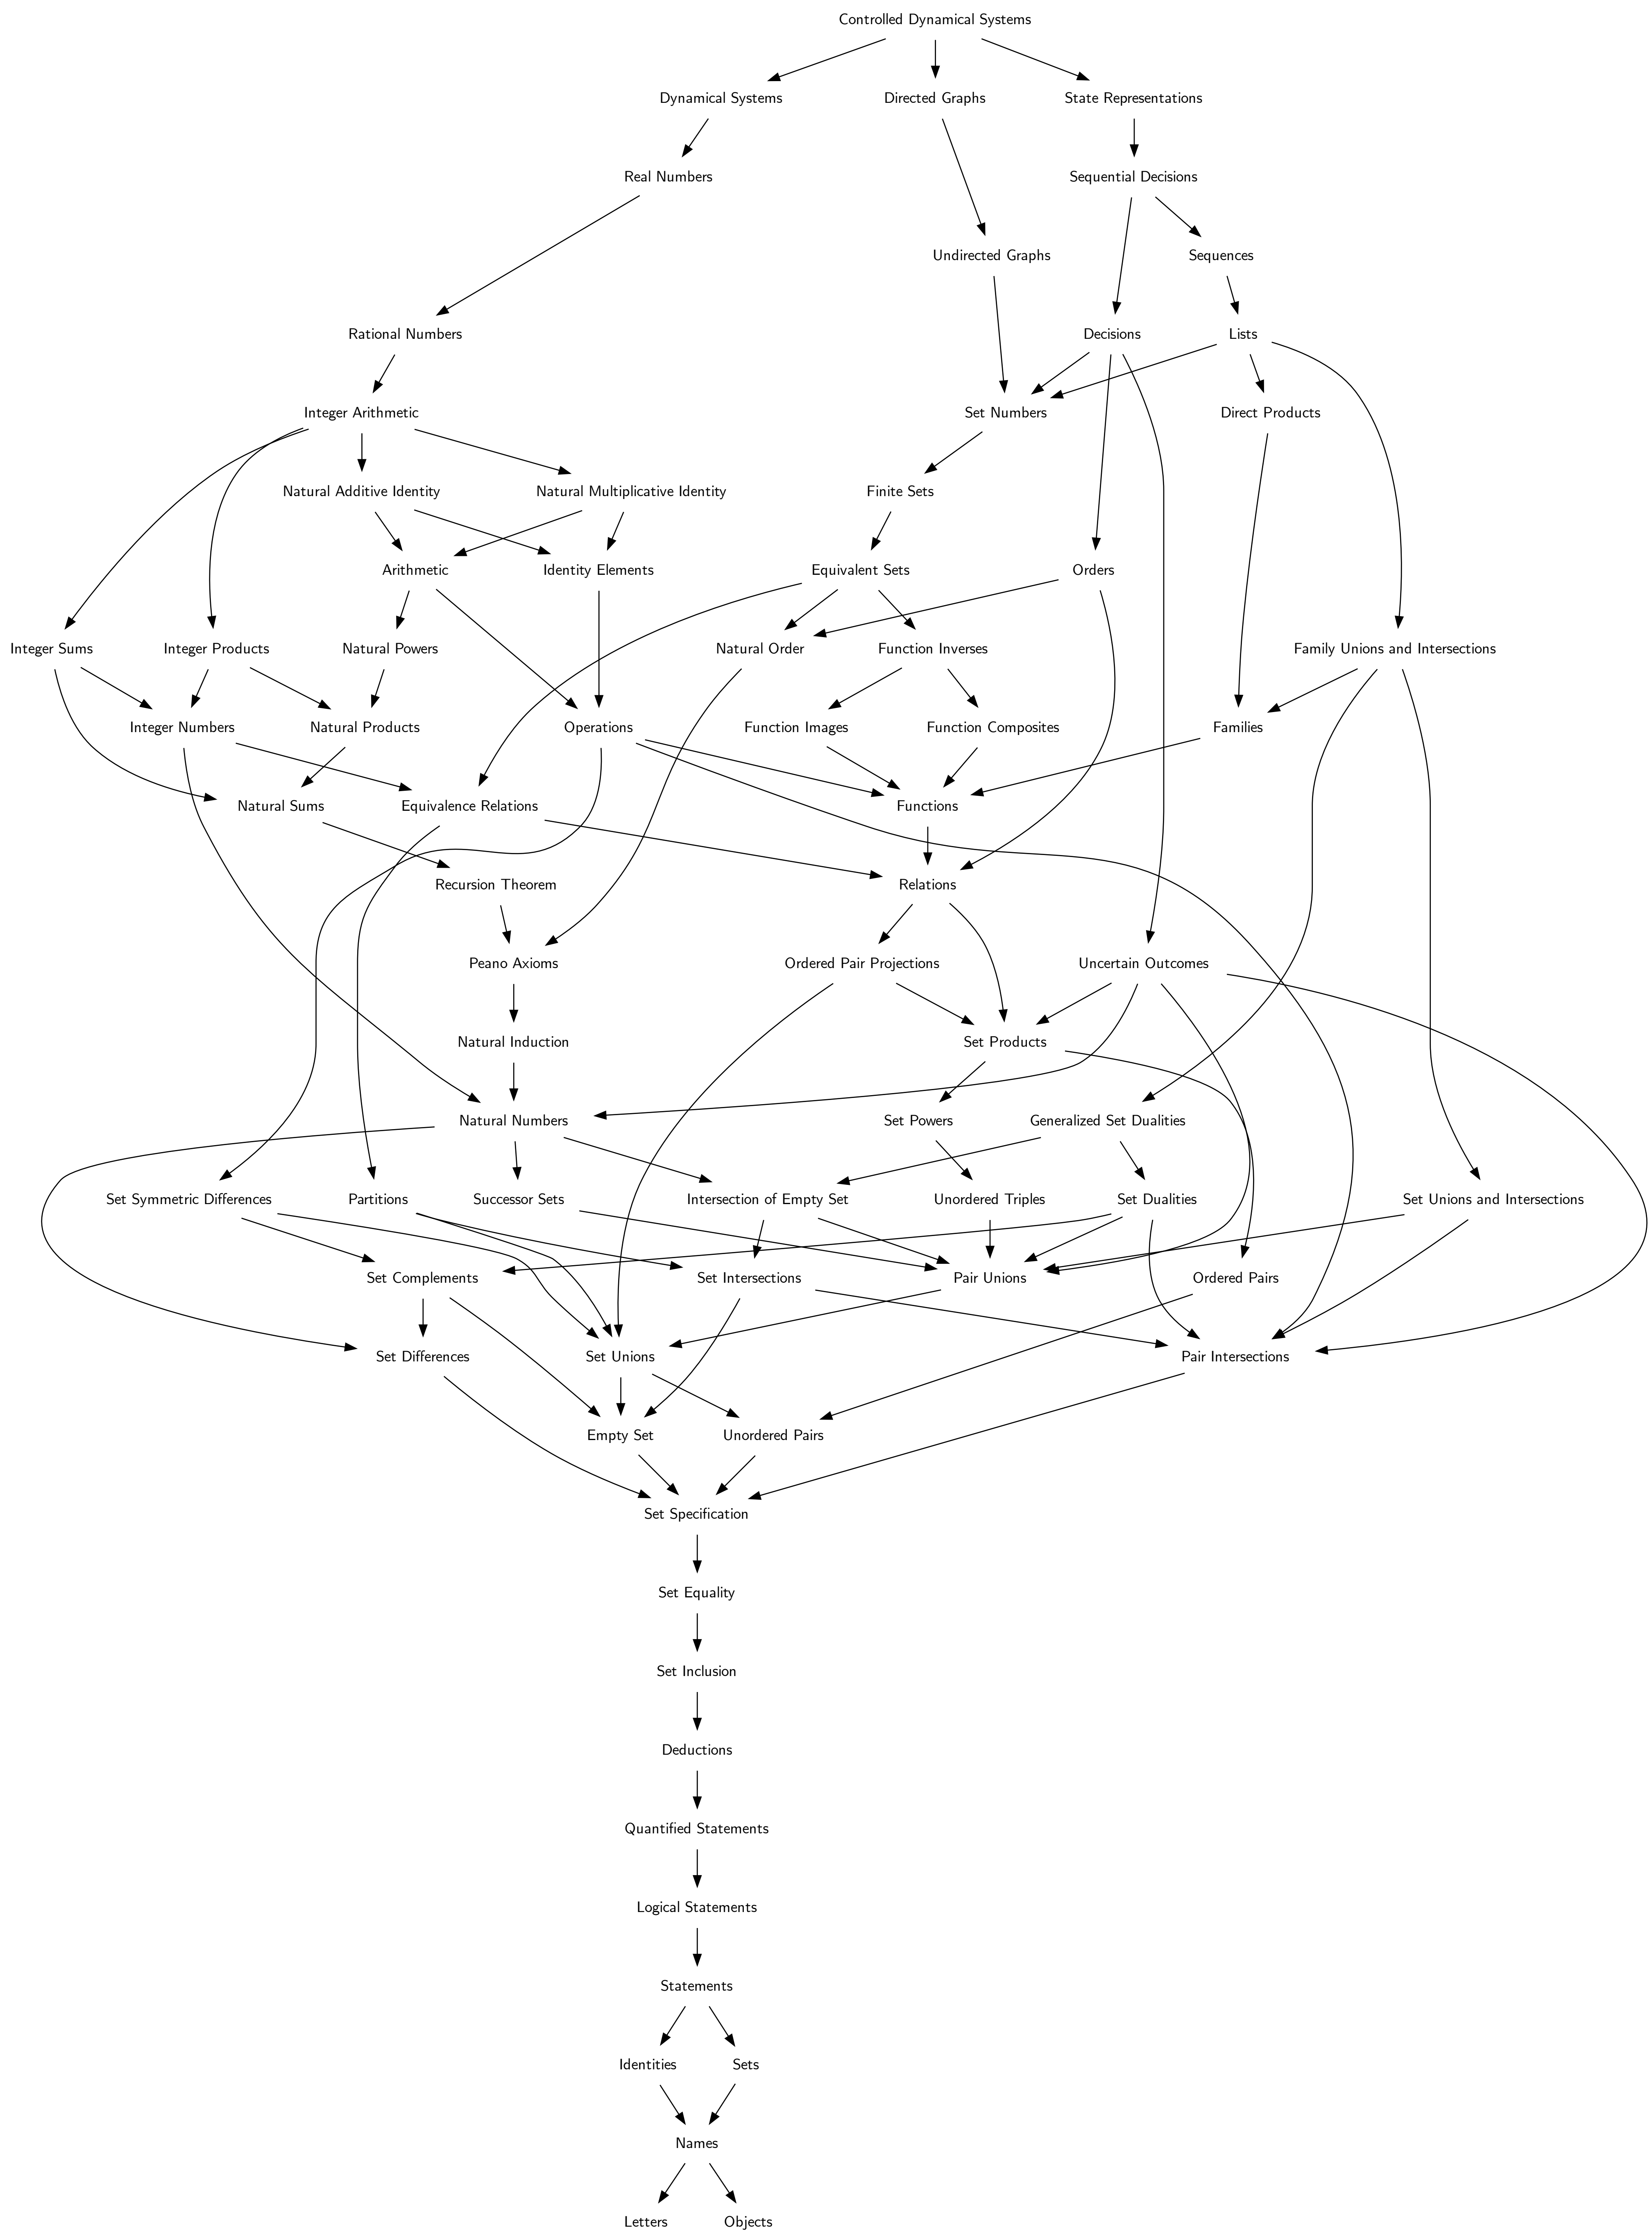 Controlled Dynamical Systems
Dynamical Systems
Directed Graphs
State Representations
Real Numbers
Sequential Decisions
Undirected Graphs
Sequences
Rational Numbers
Decisions
Lists
Integer Arithmetic
Set Numbers
Direct Products
Natural Additive Identity
Natural Multiplicative Identity
Finite Sets
Arithmetic
Identity Elements
Equivalent Sets
Orders
Integer Sums
Integer Products
Natural Powers
Natural Order
Function Inverses
Family Unions and Intersections
Integer Numbers
Natural Products
Operations
Function Images
Function Composites
Families
Natural Sums
Equivalence Relations
Functions
Recursion Theorem
Relations
Peano Axioms
Ordered Pair Projections
Uncertain Outcomes
Natural Induction
Set Products
Natural Numbers
Set Powers
Generalized Set Dualities
Set Symmetric Differences
Partitions
Successor Sets
Intersection of Empty Set
Unordered Triples
Set Dualities
Set Unions and Intersections
Set Complements
Set Intersections
Pair Unions
Ordered Pairs
Set Differences
Set Unions
Pair Intersections
Empty Set
Unordered Pairs
Set Specification
Set Equality
Set Inclusion
Deductions
Quantified Statements
Logical Statements
Statements
Identities
Sets
Names
Letters
Objects